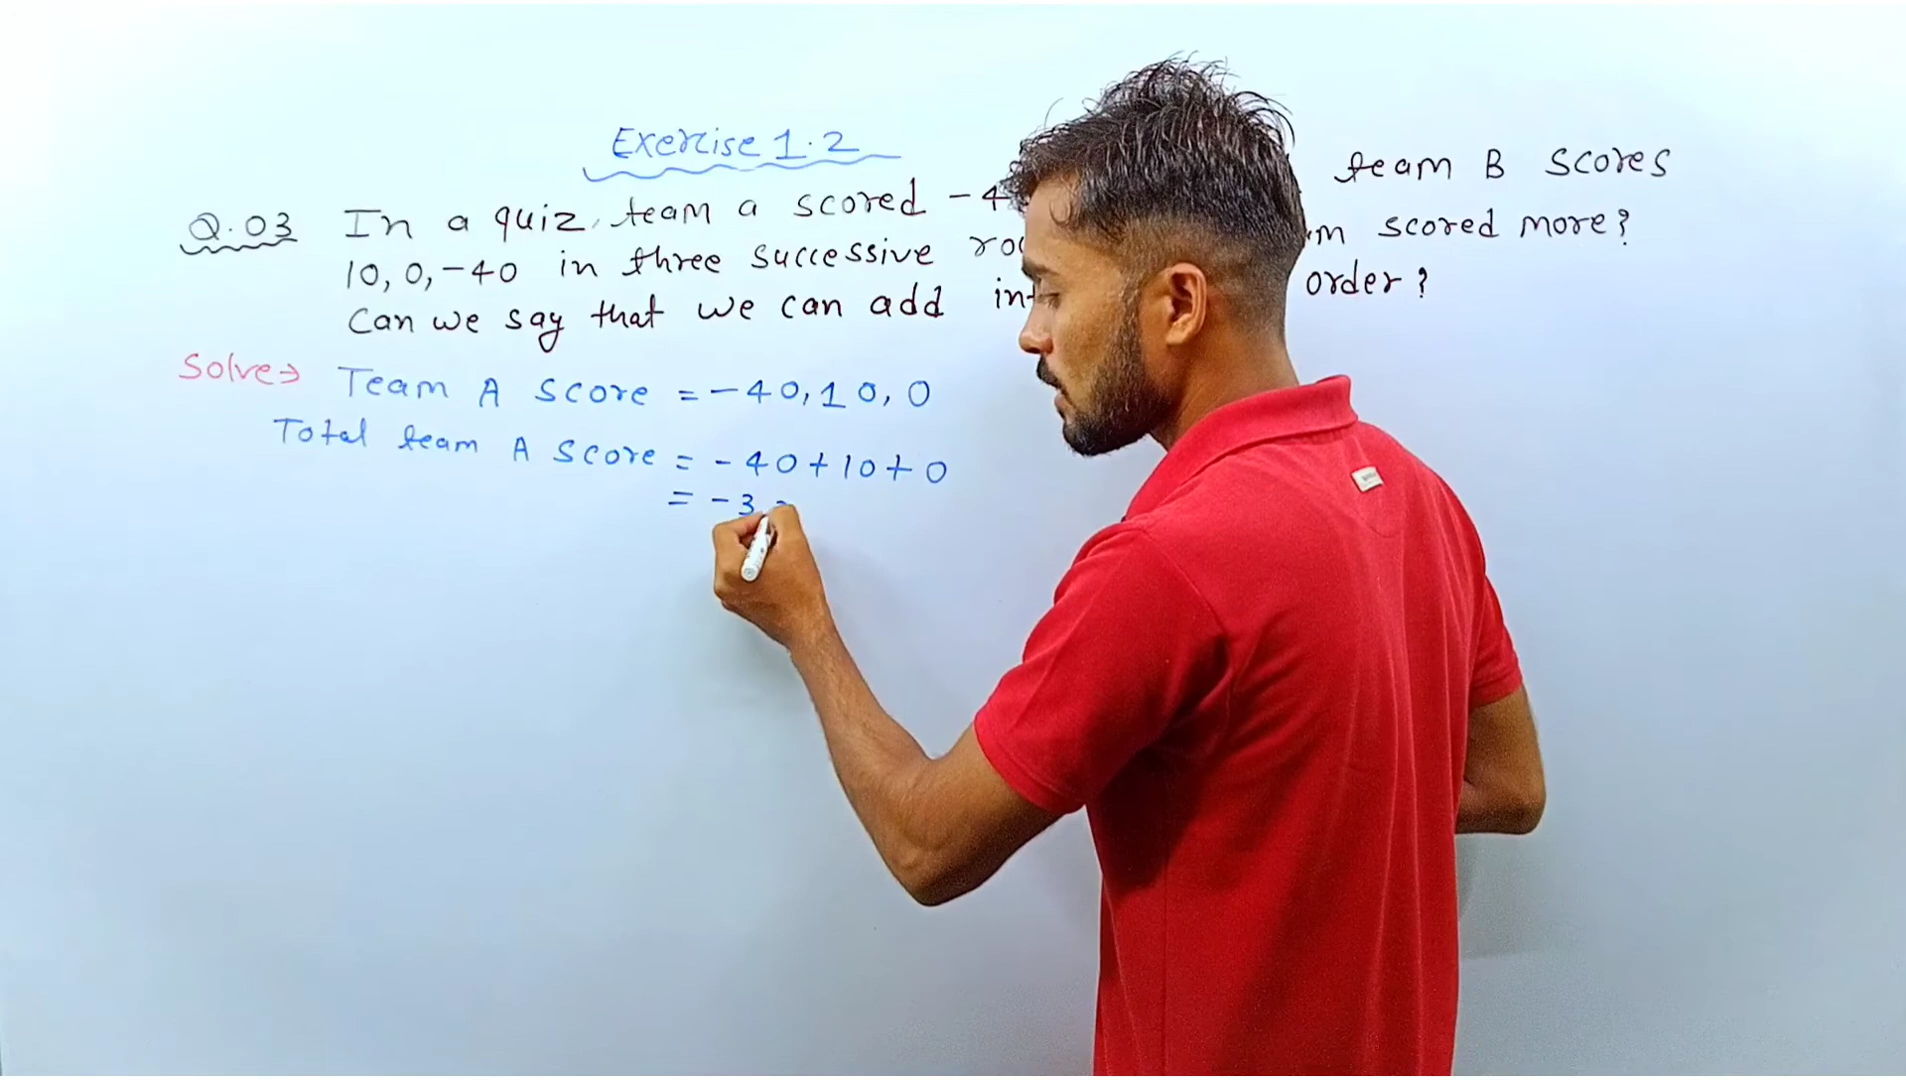 Exercise 1.2
Q.03 In a quiz, team a scored -4 team B scores
10, 0, -40 in three successive scored more?
Can we say that we can add order?
Solve⇒ Team A score = -40, 10, 0
Total team A score = -40+10+0
= -3